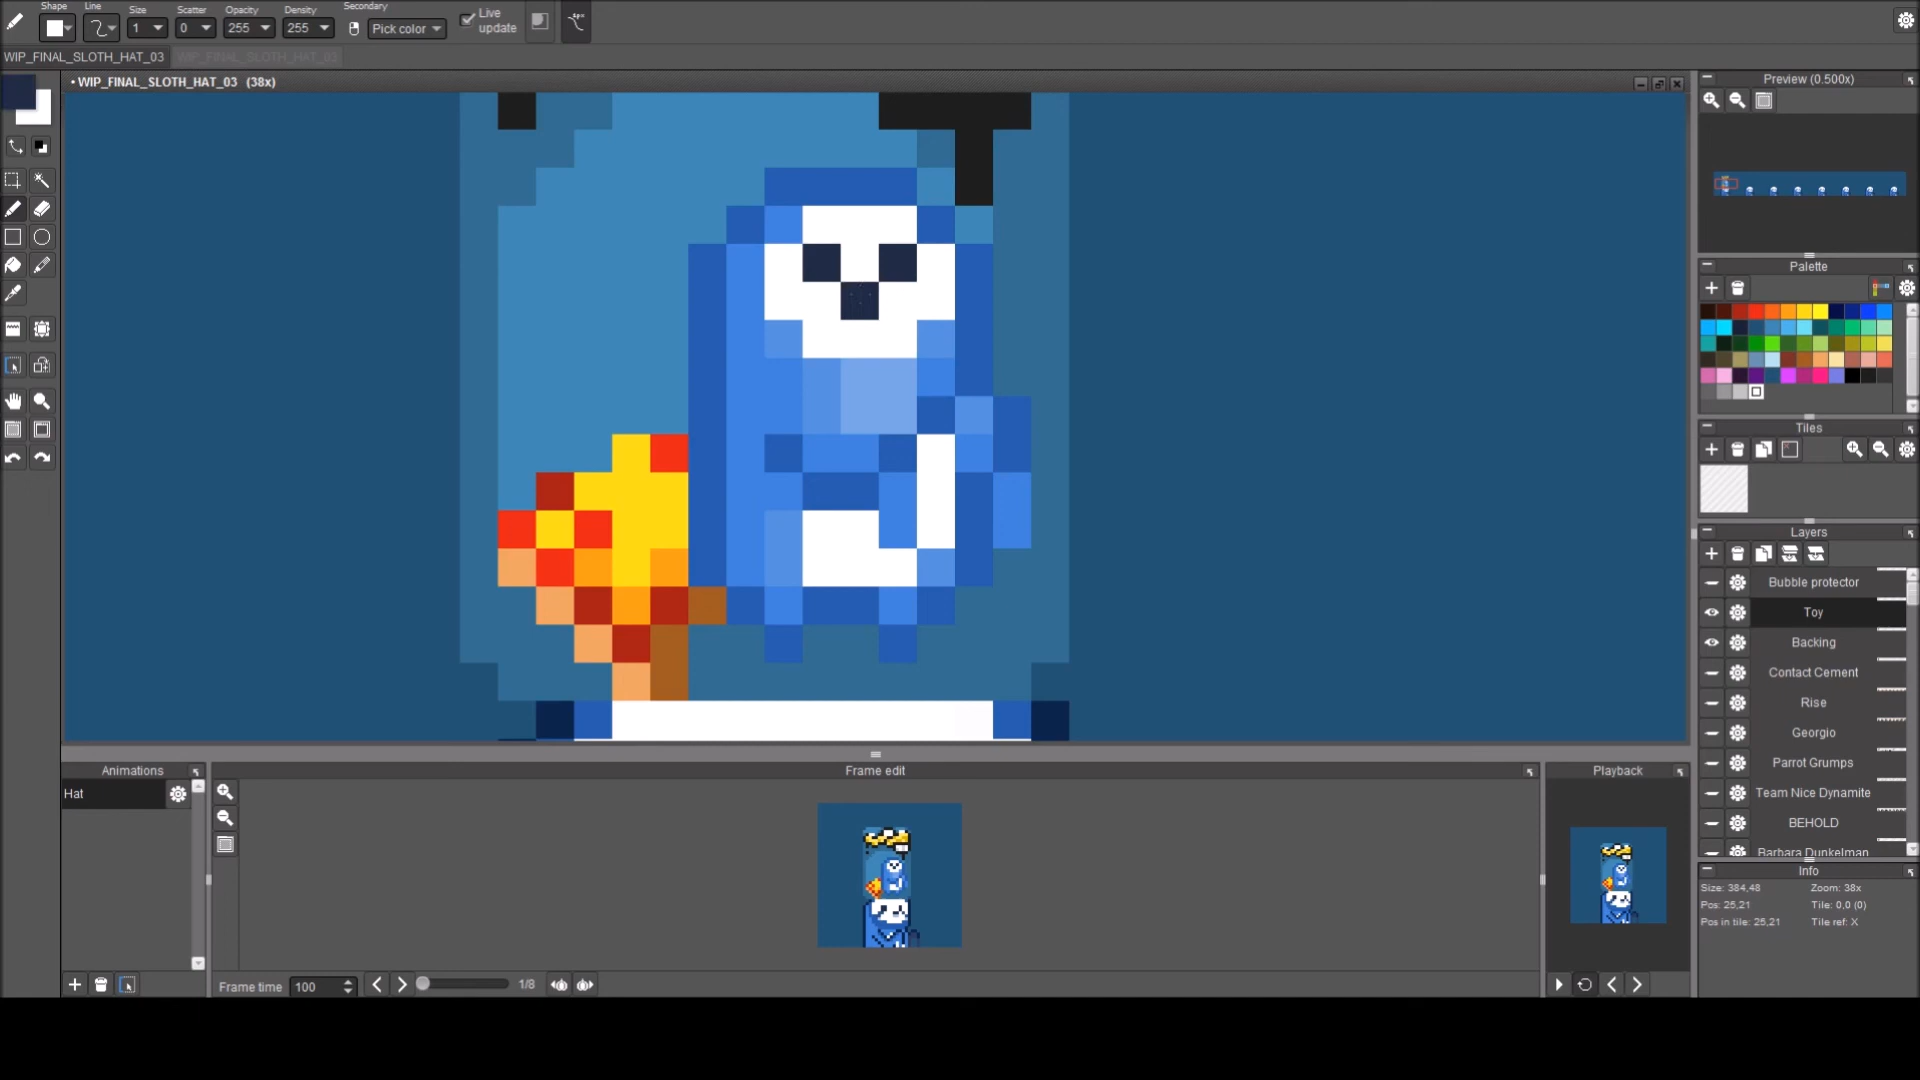 Shape Line Size Scatter Opacity Density Secondary
1 0 255 255 Pick color Live update
WIP_FINAL_SLOTH_HAT_03 WIP_FINAL_SLOTH_HAT_03
• WIP_FINAL_SLOTH_HAT_03 (38x)
Preview (0.500x)
Palette
Tiles
Layers
Bubble protector
Toy
Backing
Contact Cement
Rise
Georgio
Parrot Grumps
Team Nice Dynamite
BEHOLD
Barbara Dunkelman
Info
Size: 384,48 Zoom: 38x
Pos: 25,21 Tile: 0,0 (0)
Pos in tile: 25,21 Tile ref: X
Animations
Hat
Frame edit
Playback
Frame time 100 1/8